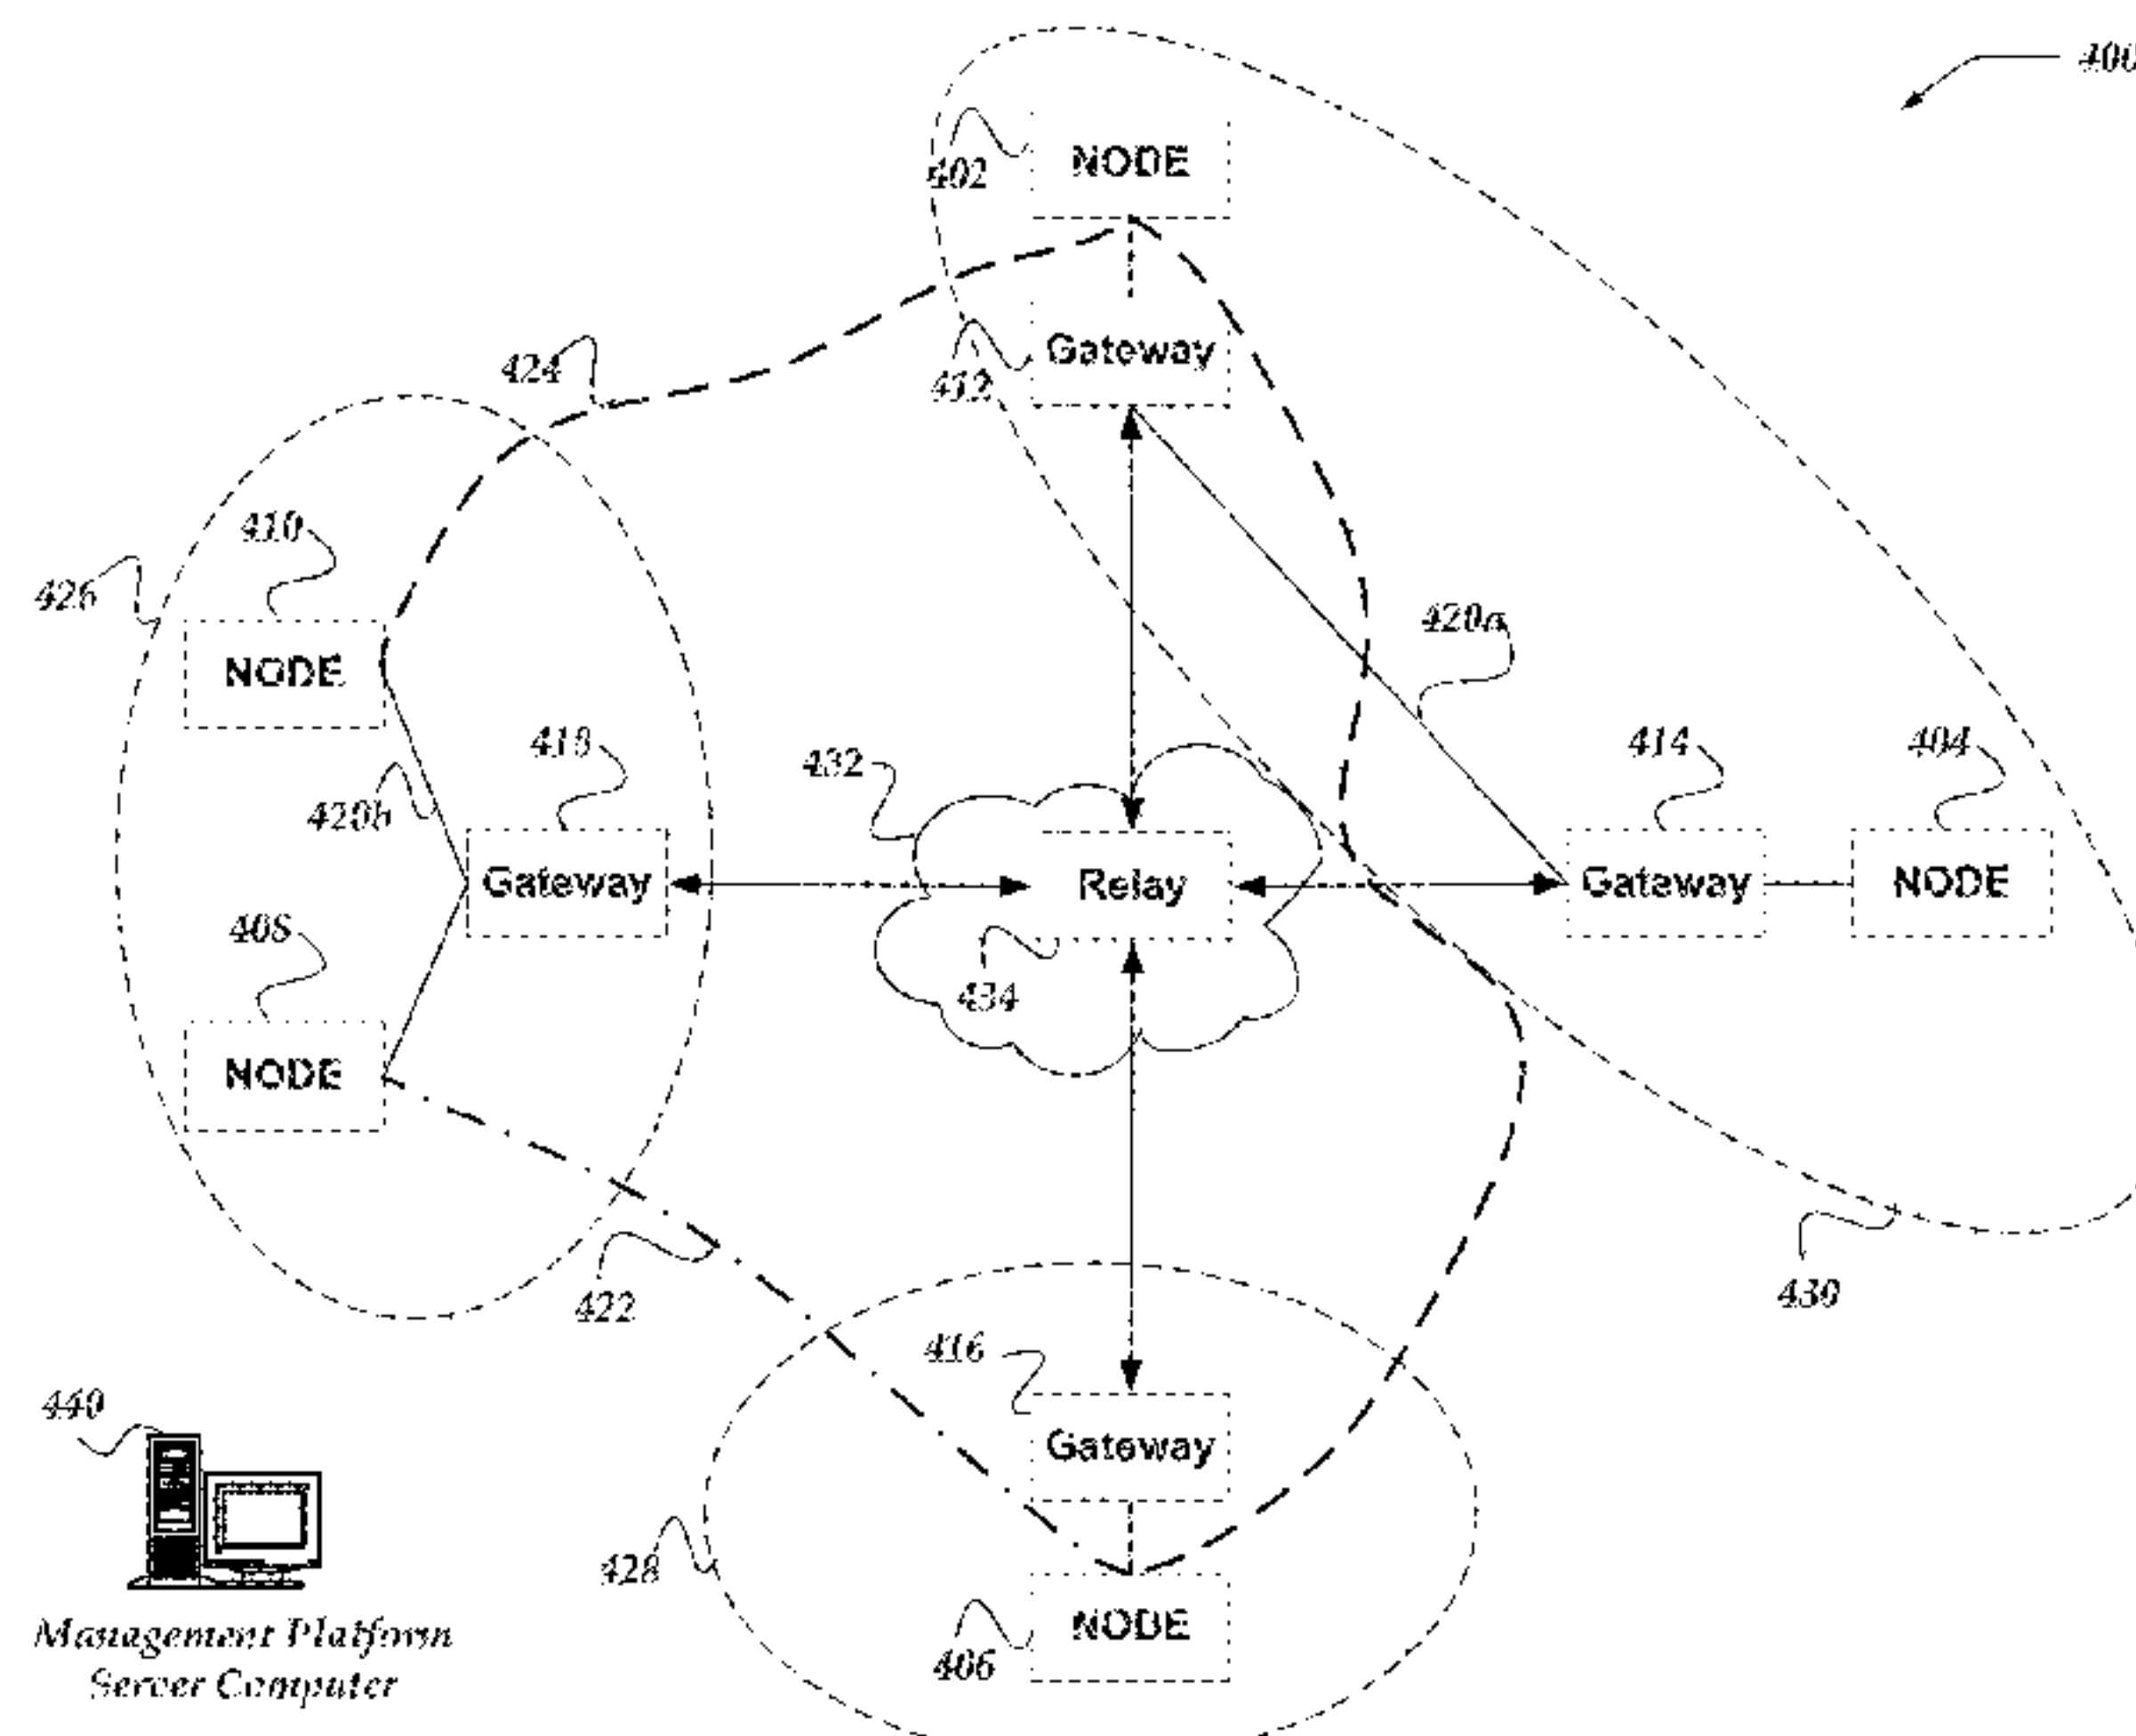 400
402
NODE
424
412
Gateway
410
426
NODE
420a
418
432
414
404
420b
Gateway
Relay
Gateway
NODE
408
434
NODE
422
430
416
440
Gateway
428
NODE
406
Management Platform
Server Computer